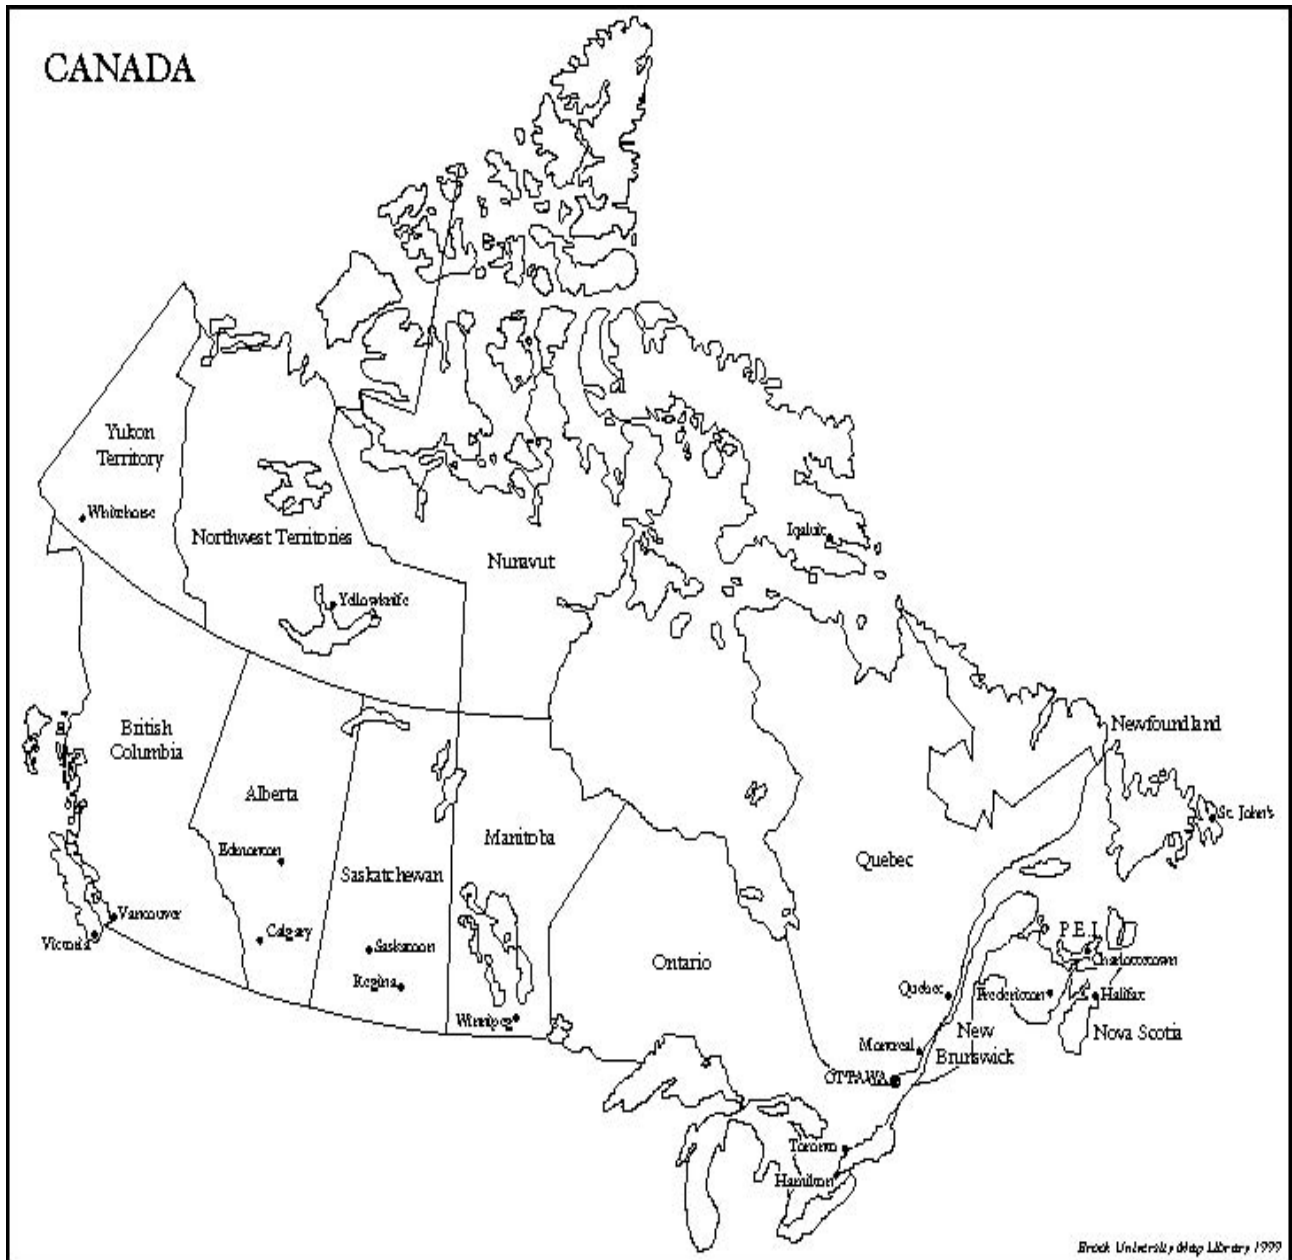 CANADA
Yukon
Territory
Whitehorse
Northwest Territories
Nunavut
Iqaluit
Yellowknife
British
Columbia
Newfoundland
Alberta
St. John's
Manitoba
Edmonton
Quebec
Saskatchewan
Vancouver
Victoria
Calgary
Saskatoon
P E I
Charlottetown
Ontario
Regina
Quebec
Fredericton
Halifax
Winnipeg
New
Brunswick
Nova Scotia
Montreal
OTTAWA
Toronto
Hamilton
Brock University Map Library 1999